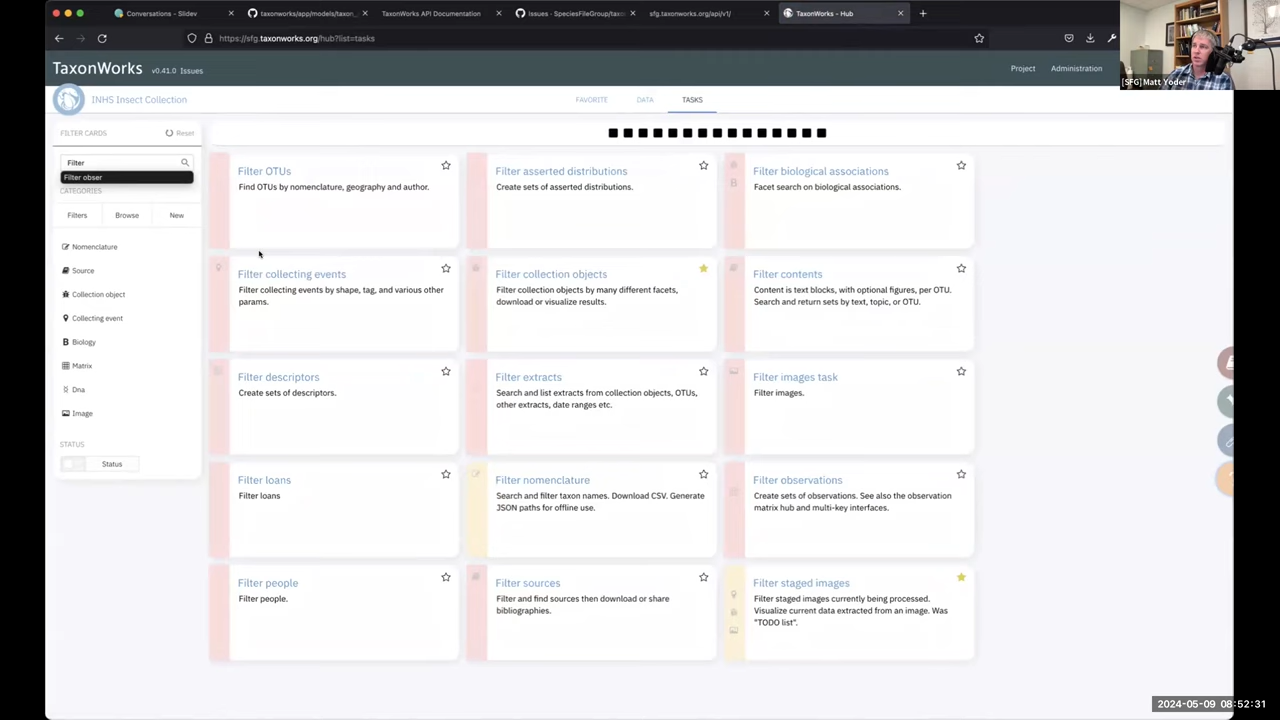 Conversations - Slidev
taxonworks/app/models/taxon_
TaxonWorks API Documentation
Issues · SpeciesFileGroup/taxo
sfg.taxonworks.org/api/v1/
TaxonWorks - Hub
https://sfg.taxonworks.org/hub?list=tasks
[SFG] Matt Yoder
TaxonWorks v0.41.0 Issues
Project Administration
INHS Insect Collection
FAVORITE DATA TASKS
FILTER CARDS Reset
Filter
Filter obser
CATEGORIES
Filters Browse New
Nomenclature
Source
Collection object
Collecting event
Biology
Matrix
Dna
Image
STATUS
Status
Filter OTUs
Find OTUs by nomenclature, geography and author.
Filter asserted distributions
Create sets of asserted distributions.
Filter biological associations
Facet search on biological associations.
Filter collecting events
Filter collecting events by shape, tag, and various other
params.
Filter collection objects
Filter collection objects by many different facets,
download or visualize results.
Filter contents
Content is text blocks, with optional figures, per OTU.
Search and return sets by text, topic, or OTU.
Filter descriptors
Create sets of descriptors.
Filter extracts
Search and list extracts from collection objects, OTUs,
other extracts, date ranges etc.
Filter images task
Filter images.
Filter loans
Filter loans
Filter nomenclature
Search and filter taxon names. Download CSV. Generate
JSON paths for offline use.
Filter observations
Create sets of observations. See also the observation
matrix hub and multi-key interfaces.
Filter people
Filter people.
Filter sources
Filter and find sources then download or share
bibliographies.
Filter staged images
Filter staged images currently being processed.
Visualize current data extracted from an image. Was
"TODO list".
2024-05-09 08:52:31